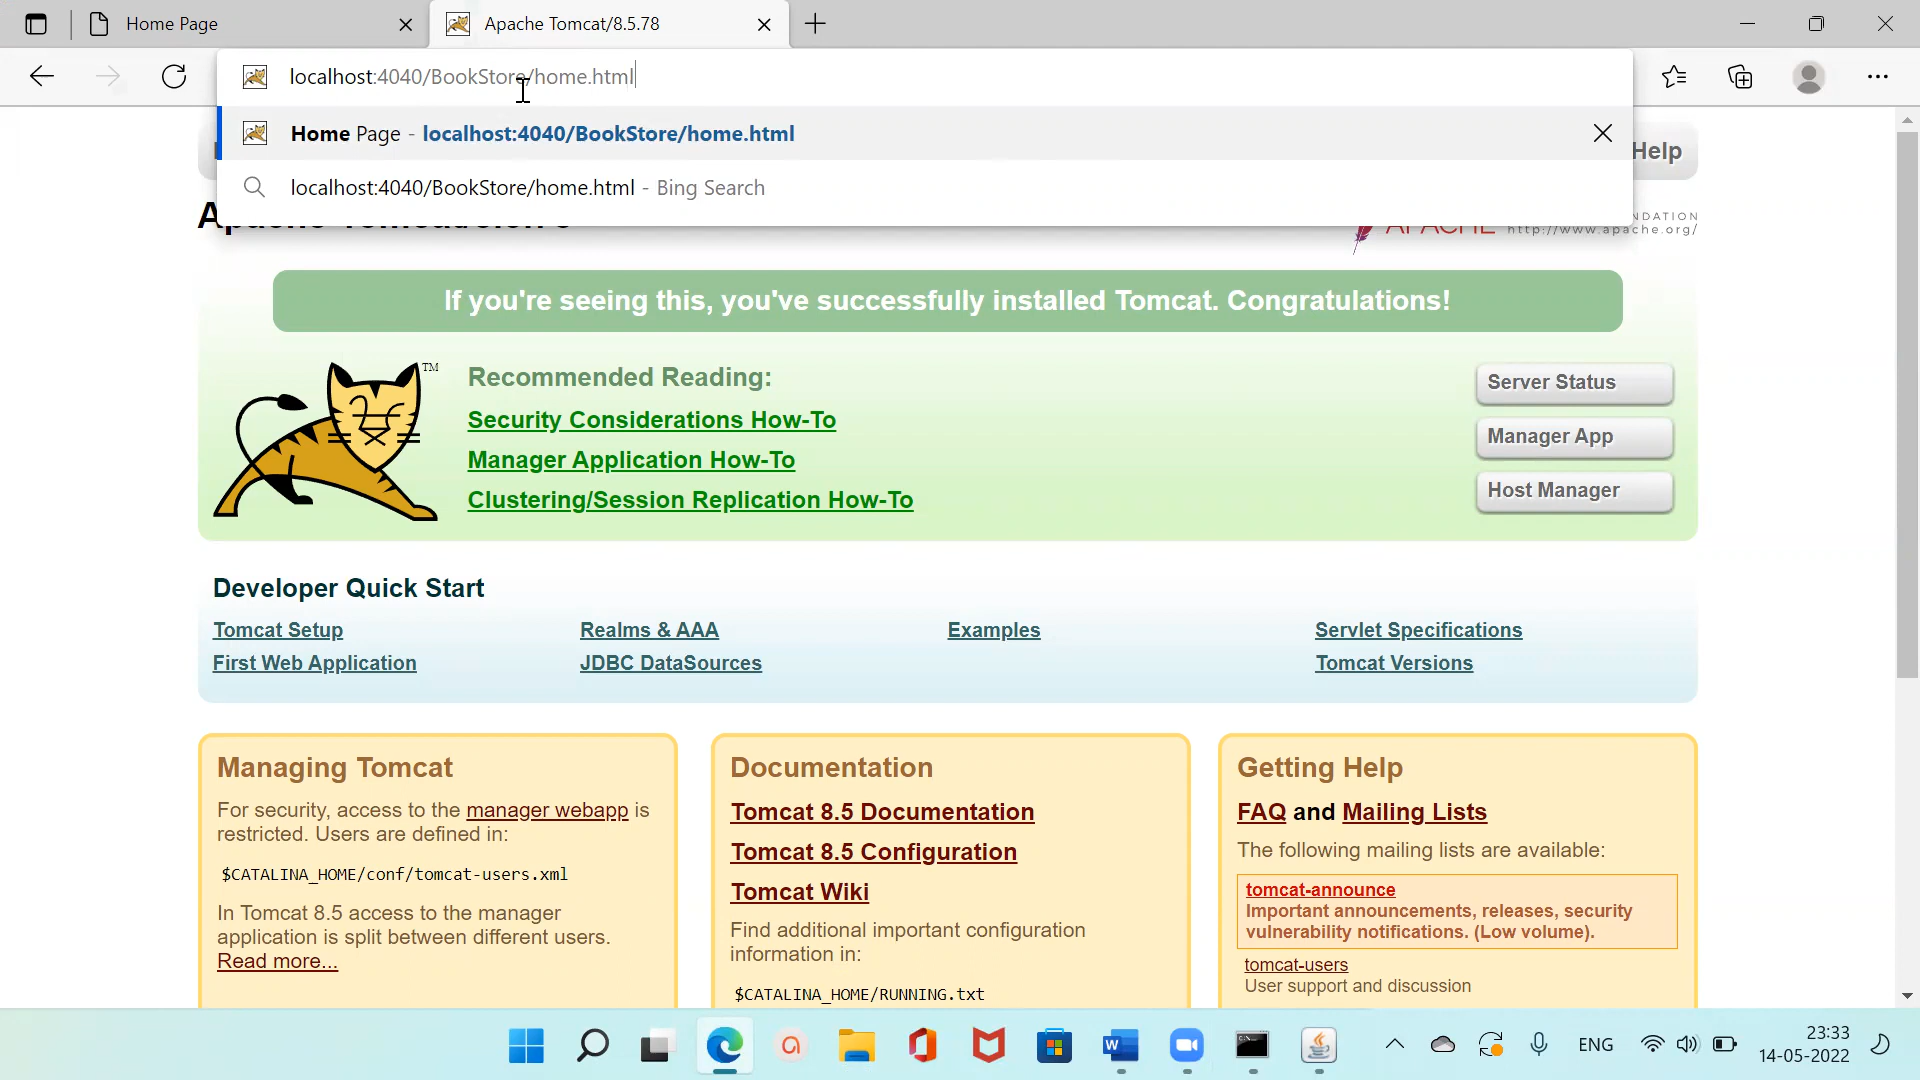 Home Page
Apache Tomcat/8.5.78
localhost:4040/BookStore/home.html
Home Page - localhost:4040/BookStore/home.html
localhost:4040/BookStore/home.html - Bing Search
Help
http://www.apache.org/
If you're seeing this, you've successfully installed Tomcat. Congratulations!
TM
Recommended Reading:
Security Considerations How-To
Manager Application How-To
Clustering/Session Replication How-To
Server Status
Manager App
Host Manager
Developer Quick Start
Tomcat Setup
First Web Application
Realms & AAA
JDBC DataSources
Examples
Servlet Specifications
Tomcat Versions
Managing Tomcat
For security, access to the manager webapp is
restricted. Users are defined in:
$CATALINA_HOME/conf/tomcat-users.xml
In Tomcat 8.5 access to the manager
application is split between different users.
Read more...
Documentation
Tomcat 8.5 Documentation
Tomcat 8.5 Configuration
Tomcat Wiki
Find additional important configuration
information in:
$CATALINA_HOME/RUNNING.txt
Getting Help
FAQ and Mailing Lists
The following mailing lists are available:
tomcat-announce
Important announcements, releases, security
vulnerability notifications. (Low volume).
tomcat-users
User support and discussion
W
ENG
23:33
14-05-2022